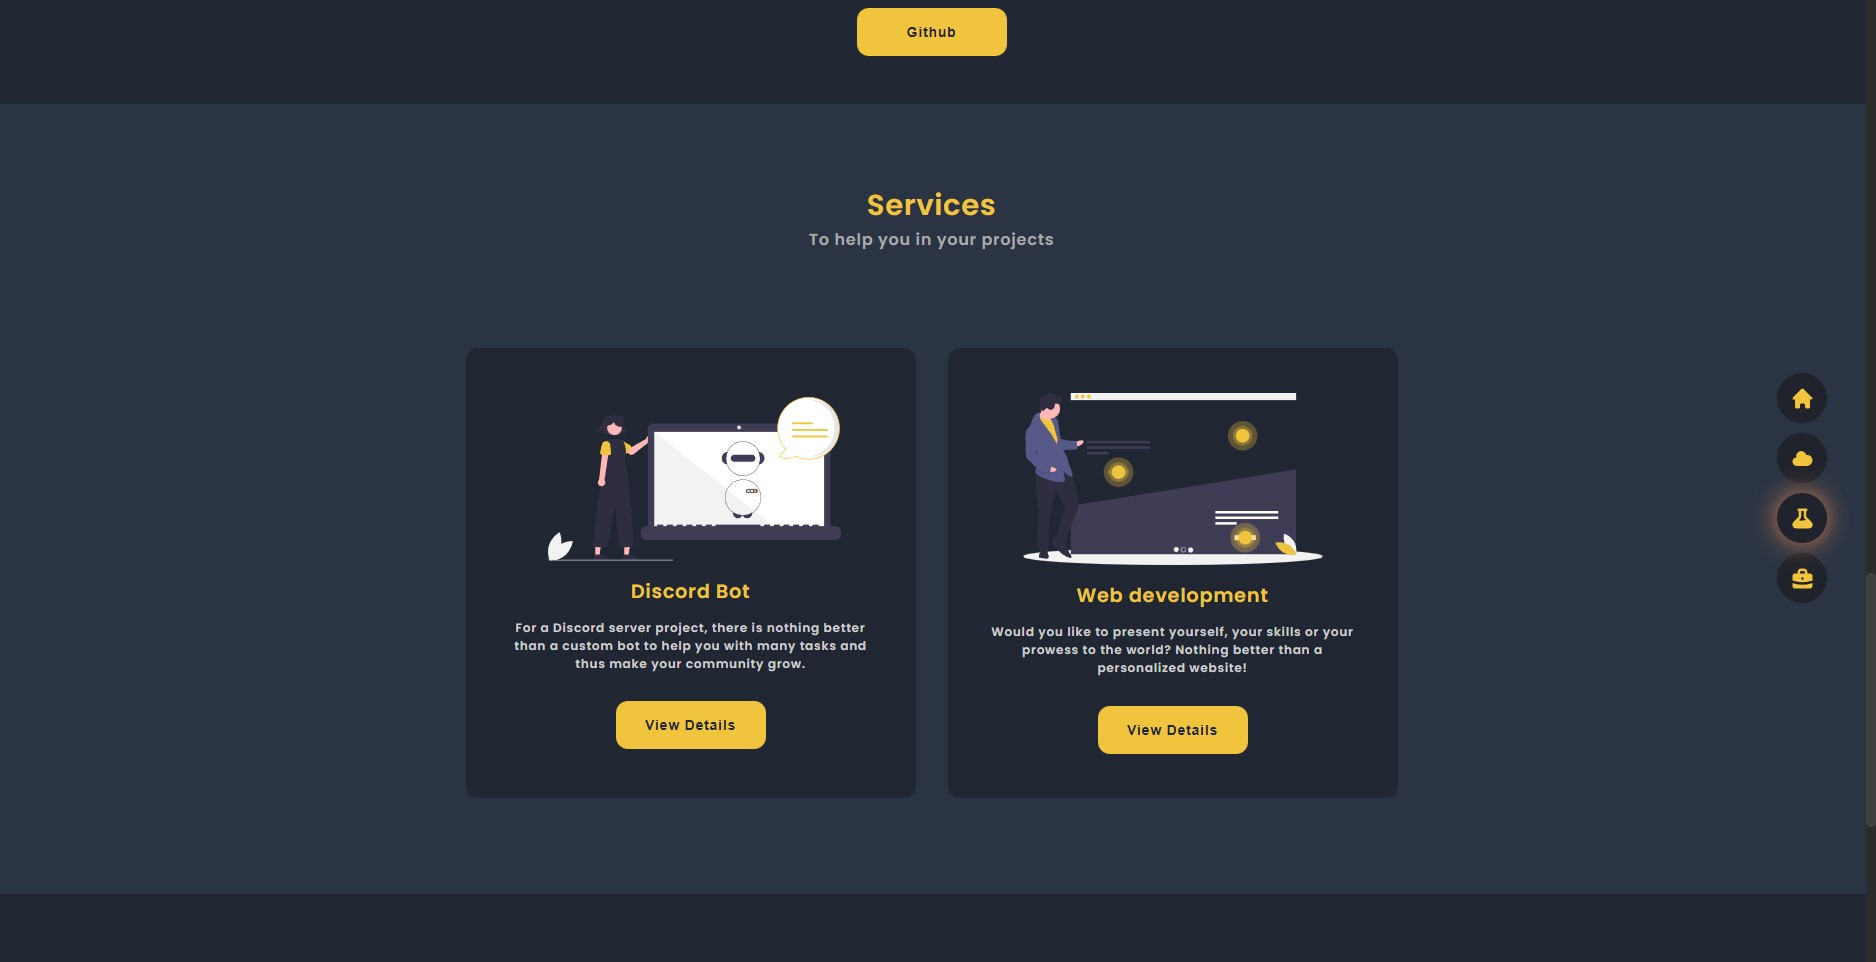 Github
Services
To help you in your projects
Discord Bot
For a Discord server project, there is nothing better
than a custom bot to help you with many tasks and
thus make your community grow.
View Details
Web development
Would you like to present yourself, your skills or your
prowess to the world? Nothing better than a
personalized website!
View Details